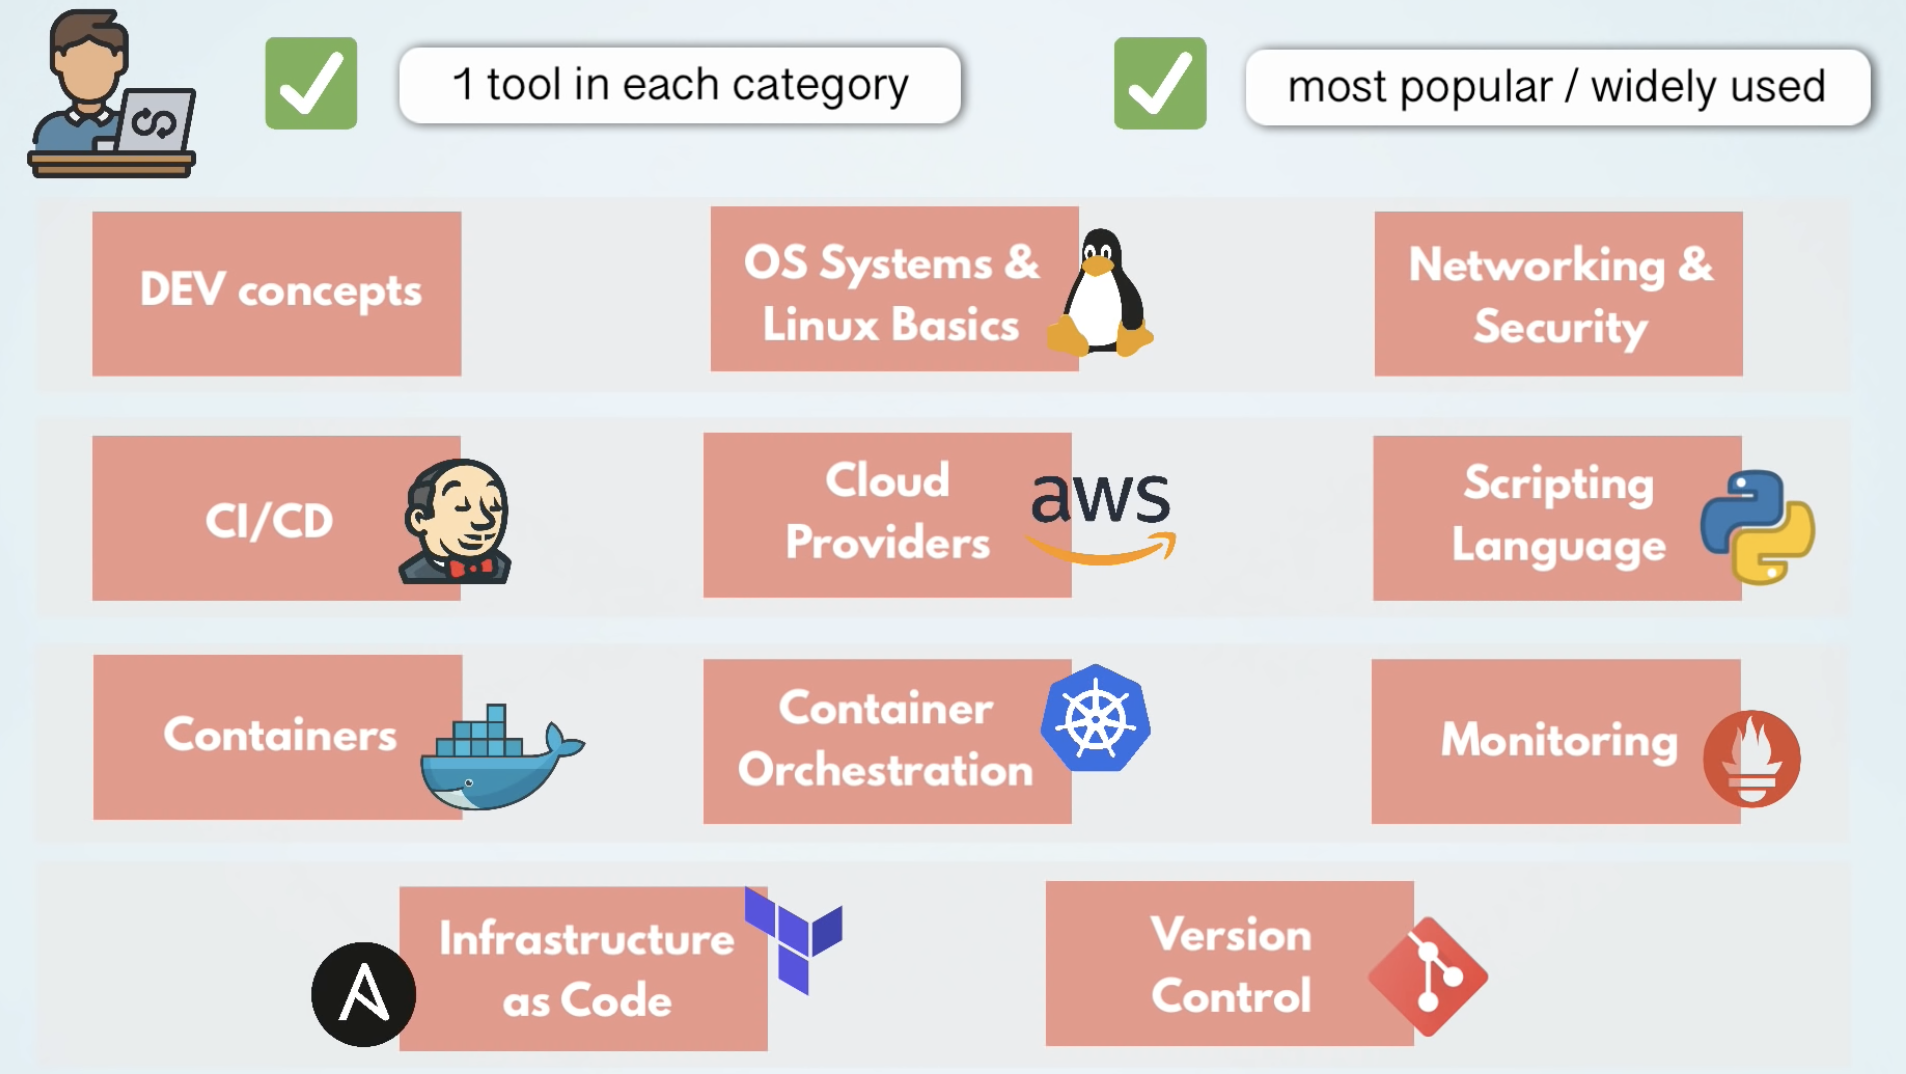 1 tool in each category
most popular / widely used
DEV concepts
OS Systems &
Linux Basics
Networking &
Security
CI/CD
Cloud
Providers
aws
Scripting
Language
Containers
Container
Orchestration
Monitoring
Infrastructure
as Code
Version
Control